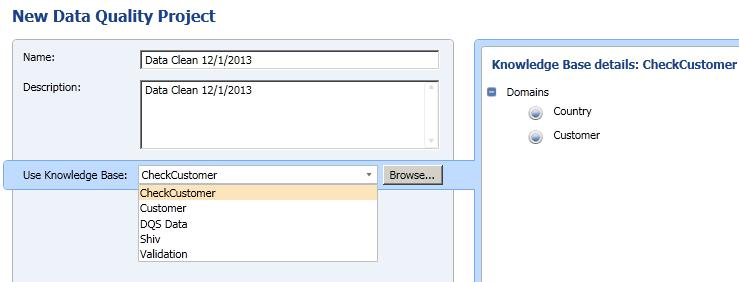 New Data Quality Project
Name:
Data Clean 12/1/2013
Description:
Data Clean 12/1/2013
Use Knowledge Base:
CheckCustomer
Browse...
CheckCustomer
Customer
DQS Data
Shiv
Validation
Knowledge Base details: CheckCustomer
Domains
Country
Customer